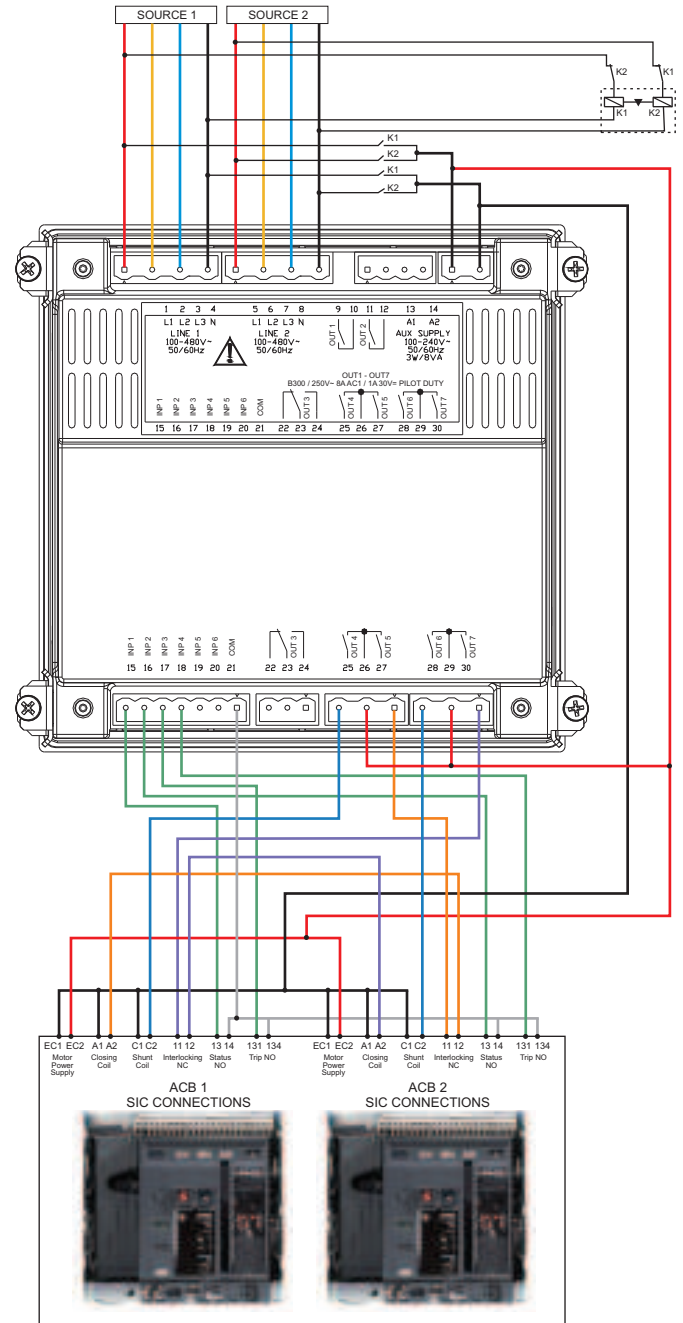 SOURCE 1 SOURCE 2
K2 K1
K1 K2
K1
K2
K1
K2
1 2 3 4 5 6 7 8 9 10 11 12 13 14
L1 L2 L3 N L1 L2 L3 N OUT 1 OUT 2 A1 A2
LINE 1 LINE 2 AUX SUPPLY
100-480V~ 100-480V~ 100-240V~
50/60Hz 50/60Hz 50/60Hz
3W/8VA
OUT1 - OUT7
B300 / 250V~ 8A AC1 / 1A 30V= PILOT DUTY
INP 1 INP 2 INP 3 INP 4 INP 5 INP 6 COM OUT 3 OUT 4 OUT 5 OUT 6 OUT 7
15 16 17 18 19 20 21 22 23 24 25 26 27 28 29 30
INP 1 INP 2 INP 3 INP 4 INP 5 INP 6 COM OUT 3 OUT 4 OUT 5 OUT 6 OUT 7
15 16 17 18 19 20 21 22 23 24 25 26 27 28 29 30
EC1 EC2 A1 A2 C1 C2 11 12 13 14 131 134 EC1 EC2 A1 A2 C1 C2 11 12 13 14 131 134
Motor Closing Shunt Interlocking Status Trip NO Motor Closing Shunt Interlocking Status Trip NO
Power Coil Coil NC NO Power Coil Coil NC NO
Supply Supply
ACB 1 ACB 2
SIC CONNECTIONS SIC CONNECTIONS